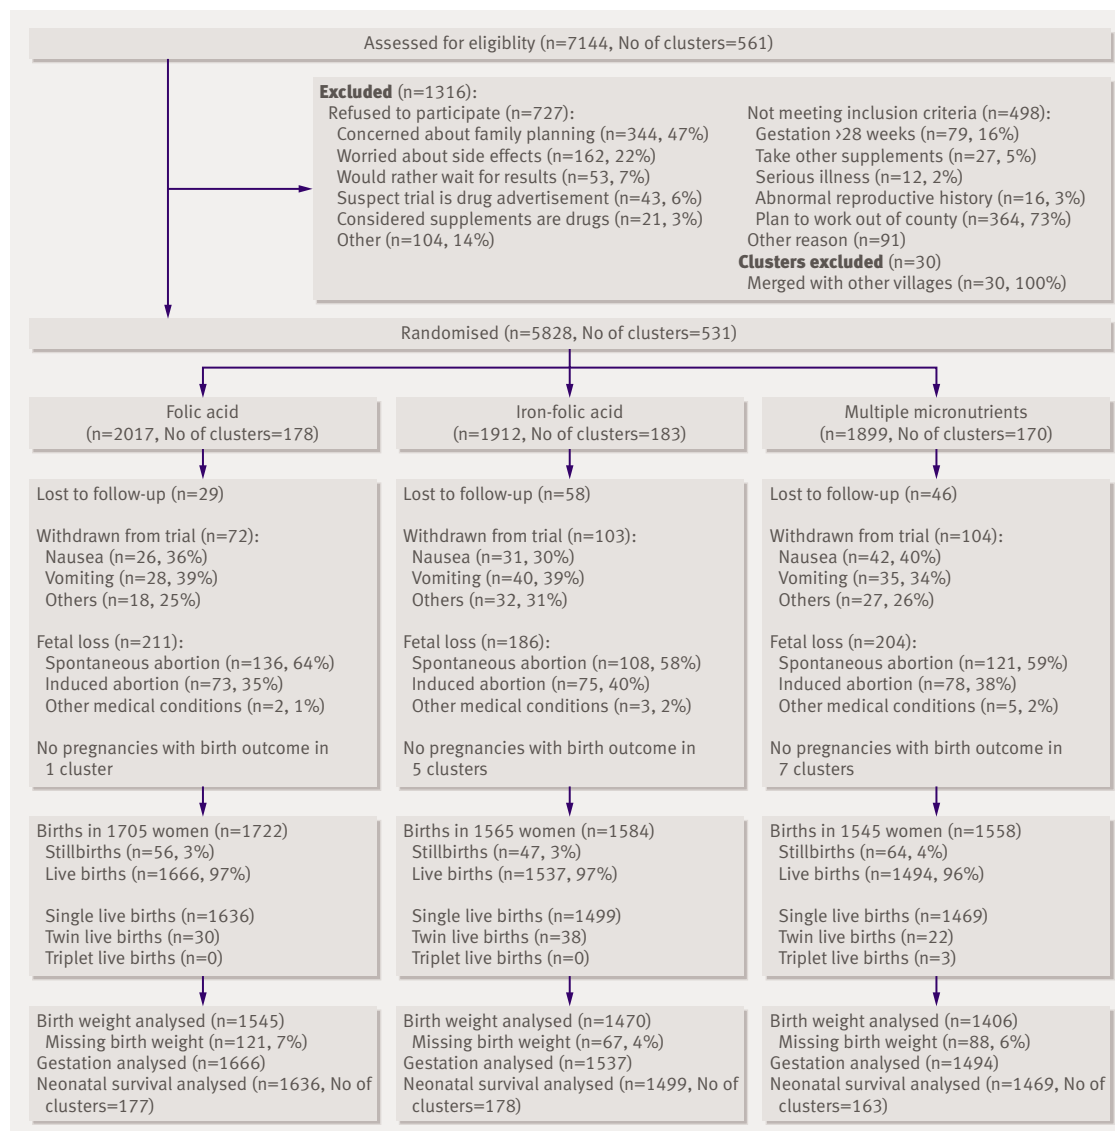 Assessed for eligiblity (n=7144, No of clusters=561)
Excluded (n=1316):
Refused to participate (n=727):
Concerned about family planning (n=344, 47%)
Worried about side effects (n=162, 22%)
Would rather wait for results (n=53, 7%)
Suspect trial is drug advertisement (n=43, 6%)
Considered supplements are drugs (n=21, 3%)
Other (n=104, 14%)
Not meeting inclusion criteria (n=498):
Gestation >28 weeks (n=79, 16%)
Take other supplements (n=27, 5%)
Serious illness (n=12, 2%)
Abnormal reproductive history (n=16, 3%)
Plan to work out of county (n=364, 73%)
Other reason (n=91)
Clusters excluded (n=30)
Merged with other villages (n=30, 100%)
Randomised (n=5828, No of clusters=531)
Folic acid
(n=2017, No of clusters=178)
Lost to follow-up (n=29)
Withdrawn from trial (n=72):
Nausea (n=26, 36%)
Vomiting (n=28, 39%)
Others (n=18, 25%)
Fetal loss (n=211):
Spontaneous abortion (n=136, 64%)
Induced abortion (n=73, 35%)
Other medical conditions (n=2, 1%)
No pregnancies with birth outcome in
1 cluster
Births in 1705 women (n=1722)
Stillbirths (n=56, 3%)
Live births (n=1666, 97%)
Single live births (n=1636)
Twin live births (n=30)
Triplet live births (n=0)
Birth weight analysed (n=1545)
Missing birth weight (n=121, 7%)
Gestation analysed (n=1666)
Neonatal survival analysed (n=1636, No of
clusters=177)
Iron-folic acid
(n=1912, No of clusters=183)
Lost to follow-up (n=58)
Withdrawn from trial (n=103):
Nausea (n=31, 30%)
Vomiting (n=40, 39%)
Others (n=32, 31%)
Fetal loss (n=186):
Spontaneous abortion (n=108, 58%)
Induced abortion (n=75, 40%)
Other medical conditions (n=3, 2%)
No pregnancies with birth outcome in
5 clusters
Births in 1565 women (n=1584)
Stillbirths (n=47, 3%)
Live births (n=1537, 97%)
Single live births (n=1499)
Twin live births (n=38)
Triplet live births (n=0)
Birth weight analysed (n=1470)
Missing birth weight (n=67, 4%)
Gestation analysed (n=1537)
Neonatal survival analysed (n=1499, No of
clusters=178)
Multiple micronutrients
(n=1899, No of clusters=170)
Lost to follow-up (n=46)
Withdrawn from trial (n=104):
Nausea (n=42, 40%)
Vomiting (n=35, 34%)
Others (n=27, 26%)
Fetal loss (n=204):
Spontaneous abortion (n=121, 59%)
Induced abortion (n=78, 38%)
Other medical conditions (n=5, 2%)
No pregnancies with birth outcome in
7 clusters
Births in 1545 women (n=1558)
Stillbirths (n=64, 4%)
Live births (n=1494, 96%)
Single live births (n=1469)
Twin live births (n=22)
Triplet live births (n=3)
Birth weight analysed (n=1406)
Missing birth weight (n=88, 6%)
Gestation analysed (n=1494)
Neonatal survival analysed (n=1469, No of
clusters=163)